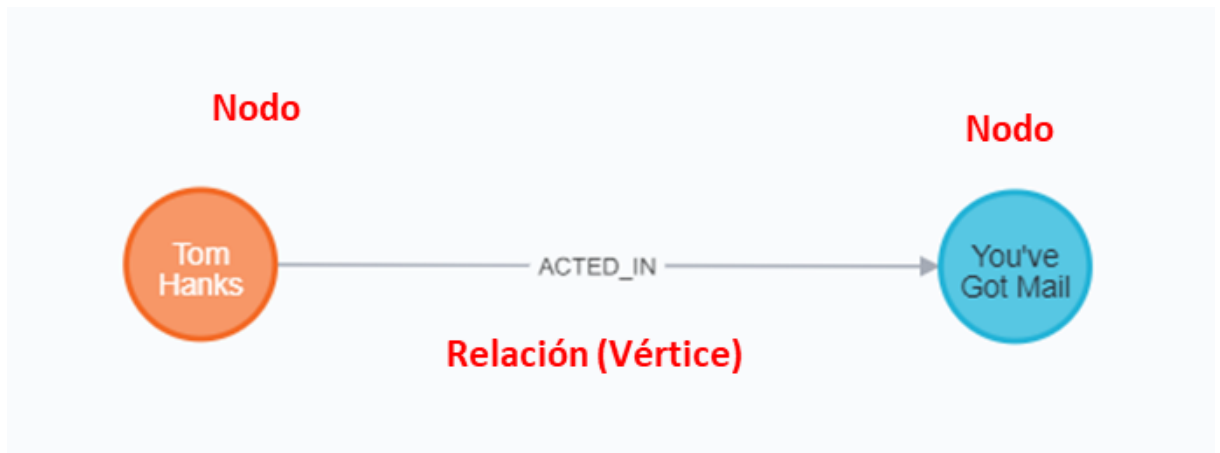 Nodo
Nodo
Tom
Hanks
ACTED_IN
You've
Got Mail
Relación (Vértice)